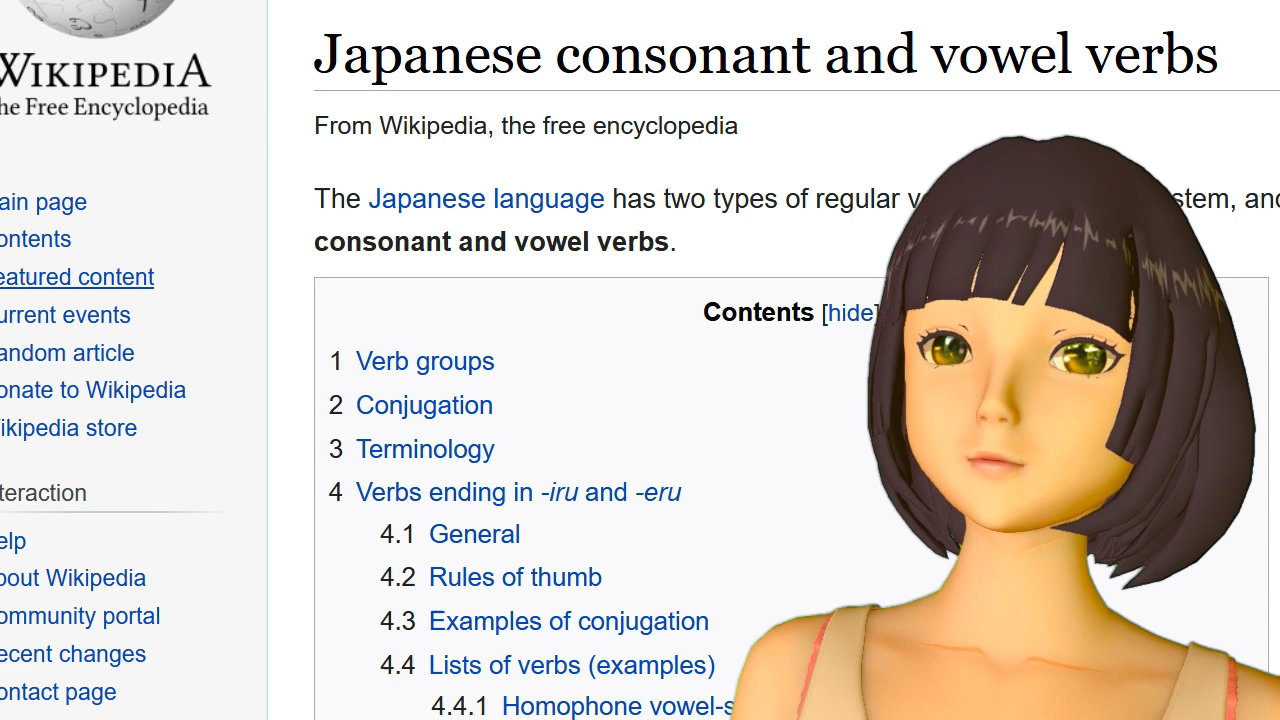 WIKIPEDIA
he Free Encyclopedia
ain page
ontents
eatured content
urrent events
andom article
onate to Wikipedia
ikipedia store
teraction
elp
bout Wikipedia
ommunity portal
ecent changes
ontact page
Japanese consonant and vowel verbs
From Wikipedia, the free encyclopedia
The Japanese language has two types of regular v stem, and
consonant and vowel verbs.
Contents [hide]
1 Verb groups
2 Conjugation
3 Terminology
4 Verbs ending in -iru and -eru
4.1 General
4.2 Rules of thumb
4.3 Examples of conjugation
4.4 Lists of verbs (examples)
4.4.1 Homophone vowel-s